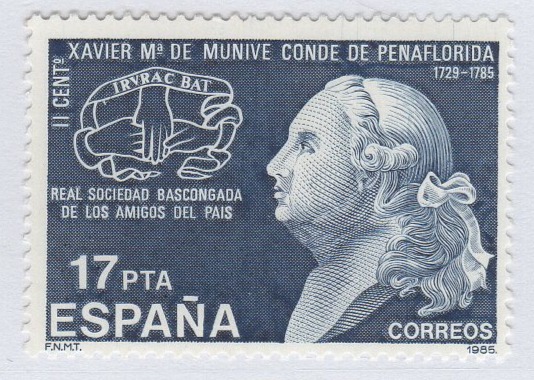 XAVIER Mª DE MUNIVE CONDE DE PEÑAFLORIDA
1729-1785
II CENTº
IRVRAC BAT
REAL SOCIEDAD BASCONGADA
DE LOS AMIGOS DEL PAIS
17 PTA
ESPAÑA
CORREOS
F.N.M.T.
1985